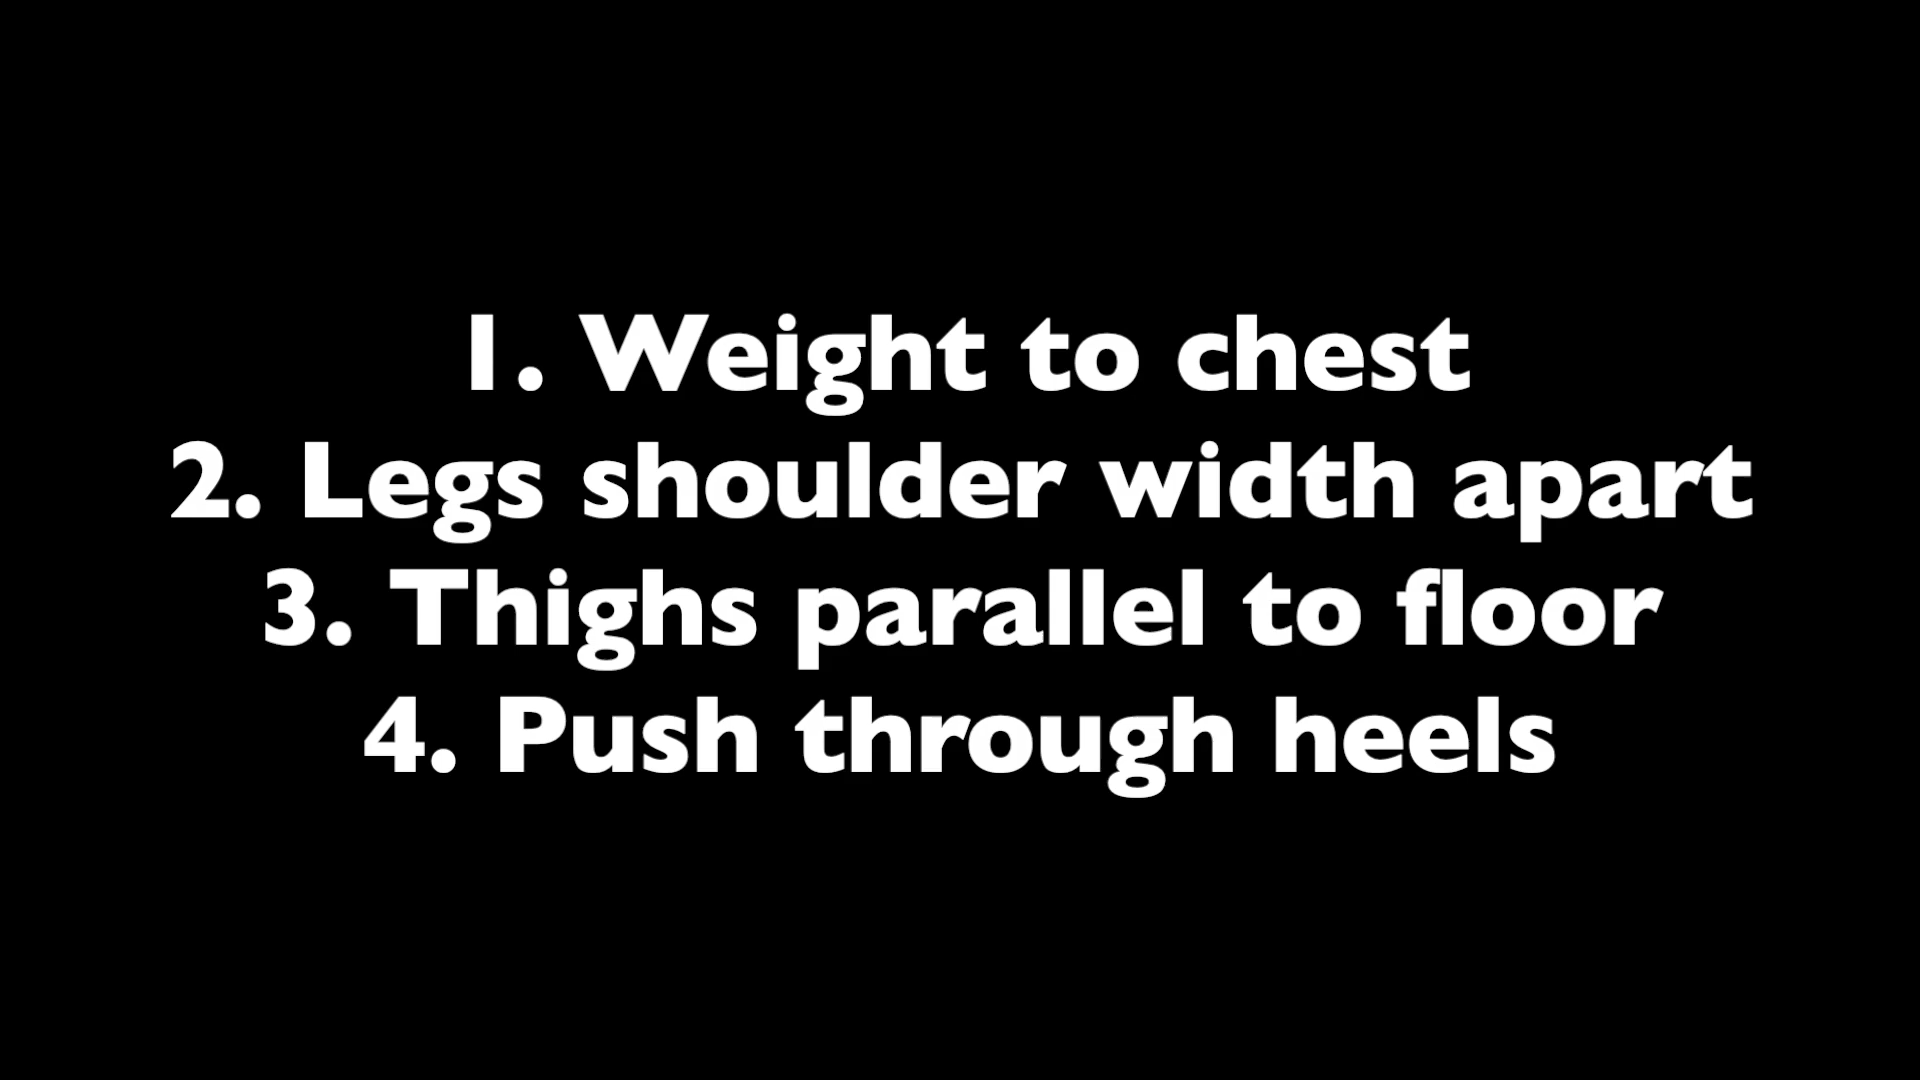 1. Weight to chest
2. Legs shoulder width apart
3. Thighs parallel to floor
4. Push through heels